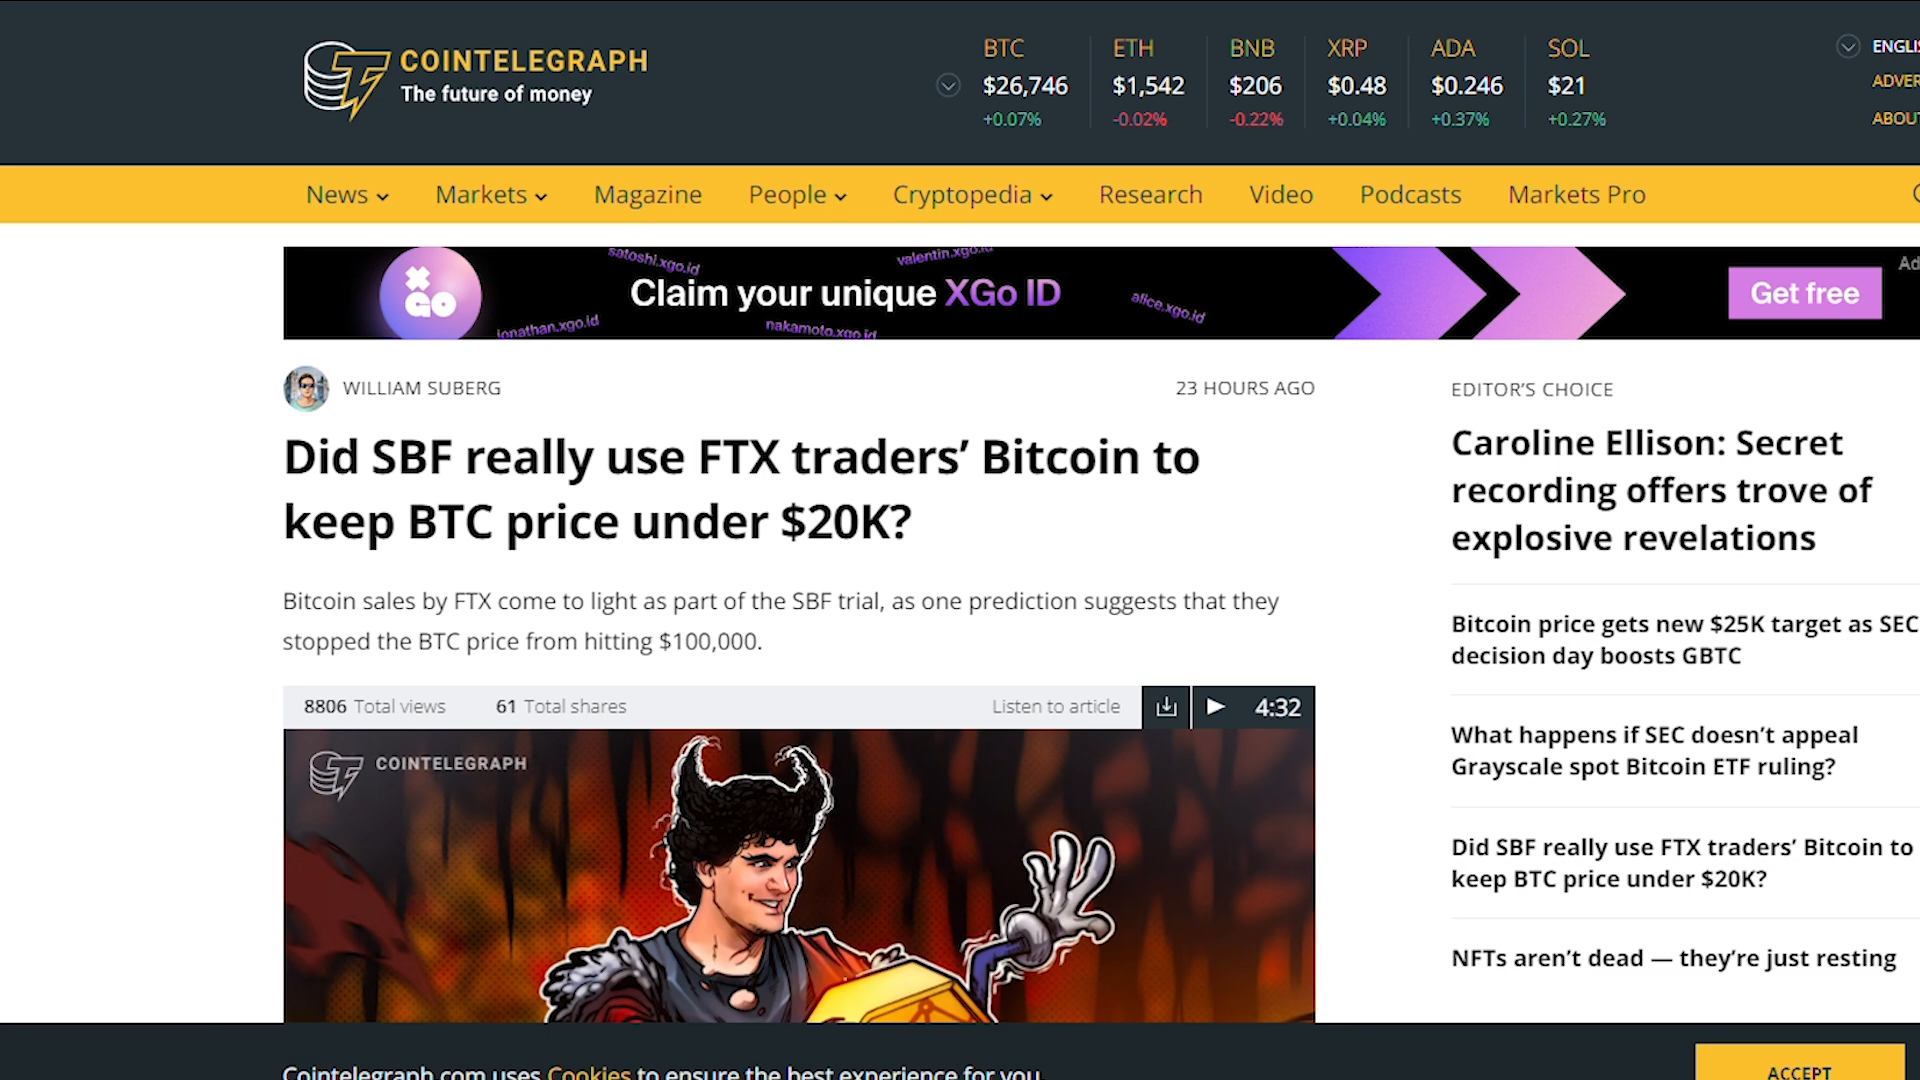 COINTELEGRAPH
The future of money
BTC ETH BNB XRP ADA SOL
$26,746 $1,542 $206 $0.48 $0.246 $21
+0.07% -0.02% -0.22% +0.04% +0.37% +0.27%
News Markets Magazine People Cryptopedia Research Video Podcasts Markets Pro
satoshi.xgo.id
valentin.xgo.id
XGO
Claim your unique XGo ID
alice.xgo.id
jonathan.xgo.id
nakamoto.xgo.id
Get free
WILLIAM SUBERG
23 HOURS AGO
Did SBF really use FTX traders’ Bitcoin to
keep BTC price under $20K?
Bitcoin sales by FTX come to light as part of the SBF trial, as one prediction suggests that they
stopped the BTC price from hitting $100,000.
8806 Total views 61 Total shares Listen to article 4:32
COINTELEGRAPH
EDITOR’S CHOICE
Caroline Ellison: Secret
recording offers trove of
explosive revelations
Bitcoin price gets new $25K target as SEC
decision day boosts GBTC
What happens if SEC doesn’t appeal
Grayscale spot Bitcoin ETF ruling?
Did SBF really use FTX traders’ Bitcoin to
keep BTC price under $20K?
NFTs aren’t dead — they’re just resting
Cointelegraph.com uses Cookies to ensure the best experience for you.
ACCEPT